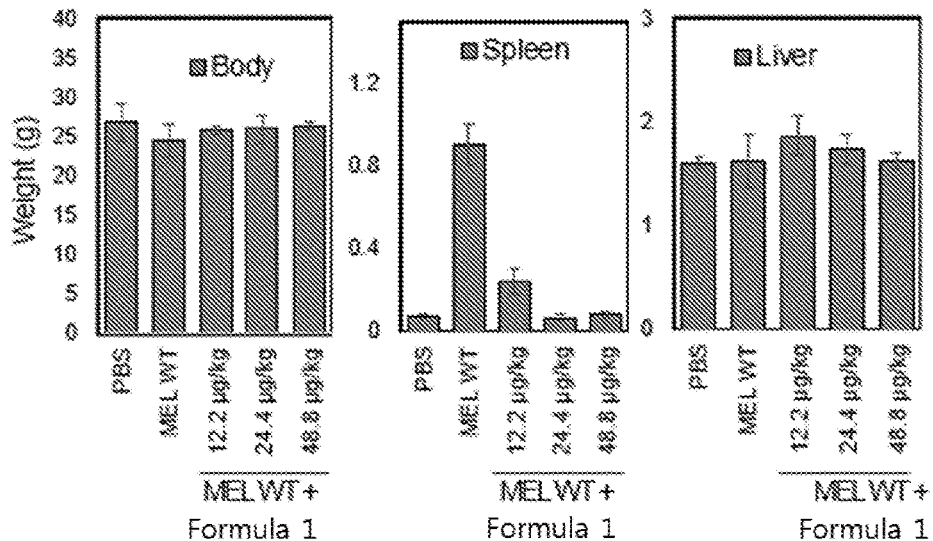 Weight (g)
40
35
30
25
20
15
10
5
0
Body
PBS
MEL WT
12.2 µg/kg
24.4 µg/kg
48.8 µg/kg
MEL WT +
Formula 1
1.2
0.8
0.4
0
Spleen
PBS
MEL WT
12.2 µg/kg
24.4 µg/kg
48.8 µg/kg
MEL WT +
Formula 1
3
2
1
0
Liver
PBS
MEL WT
12.2 µg/kg
24.4 µg/kg
48.8 µg/kg
MEL WT +
Formula 1